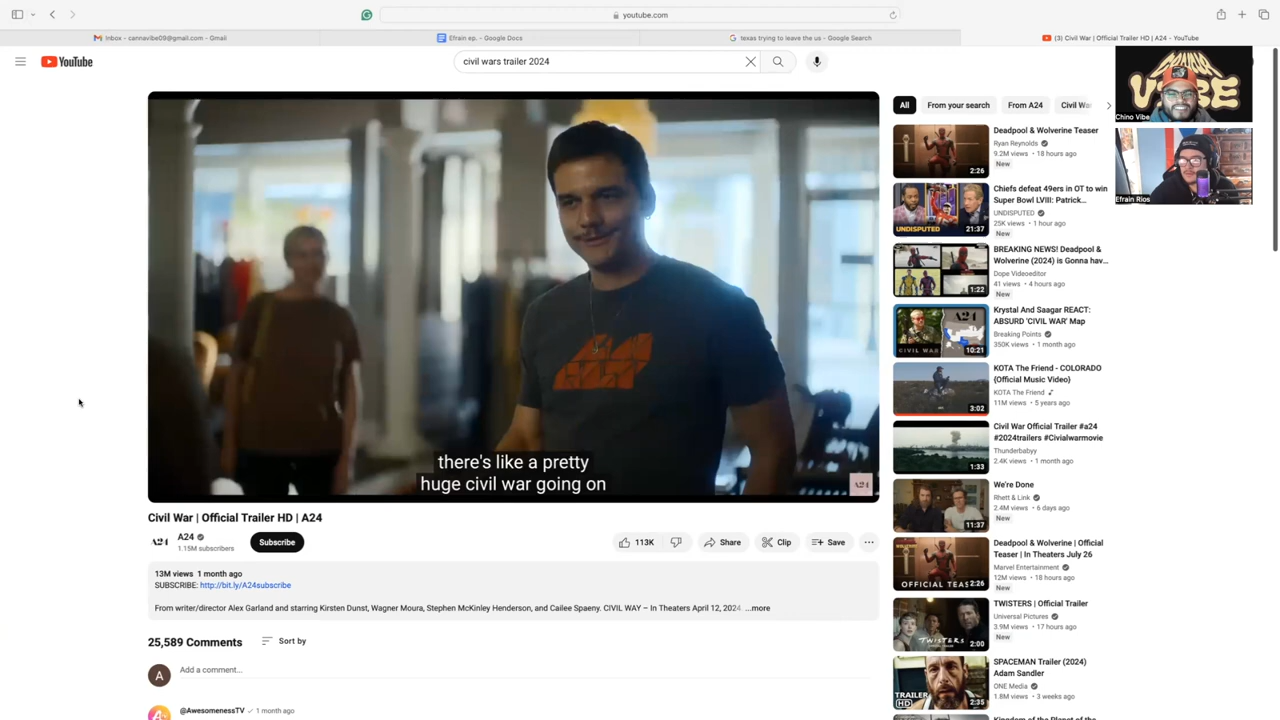 youtube.com
Inbox - cannavibe09@gmail.com - Gmail
Efrain ep. - Google Docs
texas trying to leave the us - Google Search
(3) Civil War | Official Trailer HD | A24 - YouTube
YouTube
civil wars trailer 2024
there's like a pretty
huge civil war going on
A24
Civil War | Official Trailer HD | A24
A24
A24
1.15M subscribers
Subscribe
113K
Share
Clip
Save
13M views 1 month ago
SUBSCRIBE: http://bit.ly/A24subscribe
From writer/director Alex Garland and starring Kirsten Dunst, Wagner Moura, Stephen McKinley Henderson, and Cailee Spaeny. CIVIL WAY – In Theaters April 12, 2024 ...more
25,589 Comments
Sort by
A
Add a comment...
@AwesomenessTV 1 month ago
All
From your search
From A24
Civil Wa
Deadpool & Wolverine Teaser
Ryan Reynolds
9.2M views • 18 hours ago
New
2:26
Chiefs defeat 49ers in OT to win
Super Bowl LVIII: Patrick...
UNDISPUTED
25K views • 1 hour ago
New
UNDISPUTED
21:37
BREAKING NEWS! Deadpool &
Wolverine (2024) is Gonna hav...
Dope Videoeditor
41 views • 4 hours ago
New
1:22
Krystal And Saagar REACT:
ABSURD 'CIVIL WAR' Map
Breaking Points
350K views • 1 month ago
A24
CIVIL WAR
10:21
KOTA The Friend - COLORADO
(Official Music Video)
KOTA The Friend
11M views • 5 years ago
3:02
Civil War Official Trailer #a24
#2024trailers #Civilwarmovie
Thunderbabyy
2.4K views • 1 month ago
1:33
We're Done
Rhett & Link
2.4M views • 6 days ago
New
11:37
Deadpool & Wolverine | Official
Teaser | In Theaters July 26
Marvel Entertainment
12M views • 18 hours ago
New
OFFICIAL TEAS
2:26
TWISTERS | Official Trailer
Universal Pictures
3.9M views • 17 hours ago
New
TWISTERS
2:00
SPACEMAN Trailer (2024)
Adam Sandler
ONE Media
1.8M views • 3 weeks ago
TRAILER
HD
2:35
VIBE
Chino Vibe
Efrain Rios